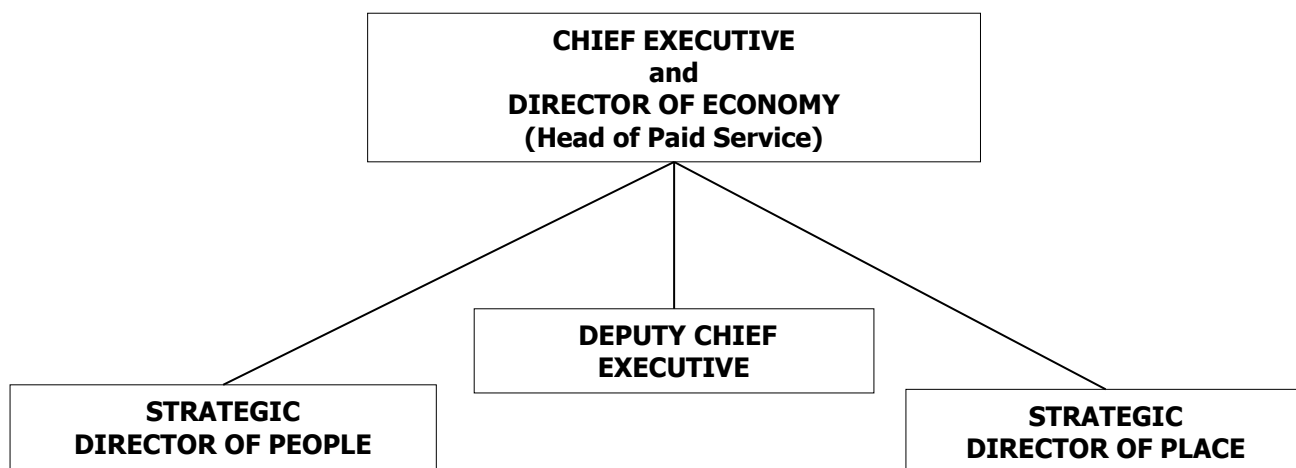 CHIEF EXECUTIVE
and
DIRECTOR OF ECONOMY
(Head of Paid Service)
DEPUTY CHIEF
EXECUTIVE
STRATEGIC
DIRECTOR OF PEOPLE
STRATEGIC
DIRECTOR OF PLACE